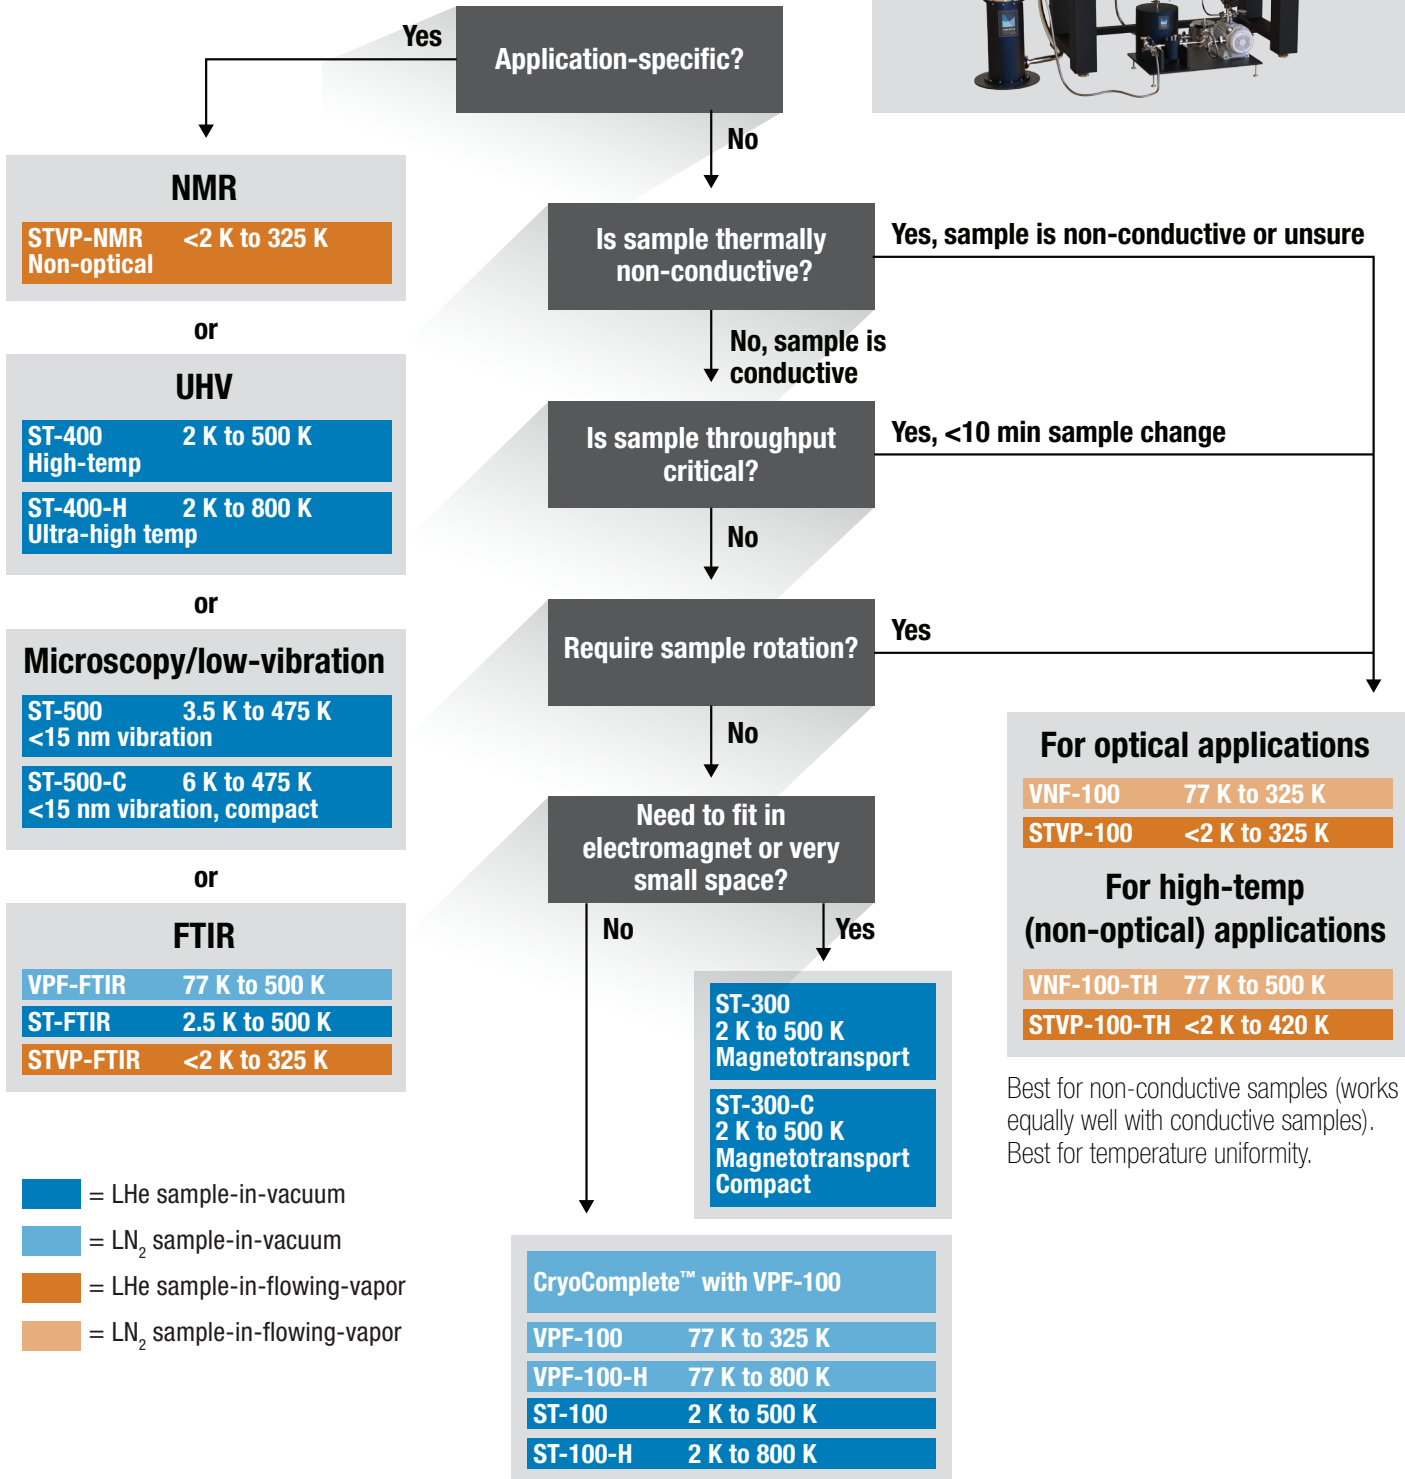 Application-specific?
Yes
No
NMR
STVP-NMR <2 K to 325 K
Non-optical
or
UHV
ST-400 2 K to 500 K
High-temp
ST-400-H 2 K to 800 K
Ultra-high temp
or
Microscopy/low-vibration
ST-500 3.5 K to 475 K
<15 nm vibration
ST-500-C 6 K to 475 K
<15 nm vibration, compact
or
FTIR
VPF-FTIR 77 K to 500 K
ST-FTIR 2.5 K to 500 K
STVP-FTIR <2 K to 325 K
Is sample thermally
non-conductive?
Yes, sample is non-conductive or unsure
No, sample is
conductive
Is sample throughput
critical?
Yes, <10 min sample change
No
Require sample rotation?
Yes
No
Need to fit in
electromagnet or very
small space?
No
Yes
ST-300
2 K to 500 K
Magnetotransport
ST-300-C
2 K to 500 K
Magnetotransport
Compact
CryoComplete™ with VPF-100
VPF-100 77 K to 325 K
VPF-100-H 77 K to 800 K
ST-100 2 K to 500 K
ST-100-H 2 K to 800 K
For optical applications
VNF-100 77 K to 325 K
STVP-100 <2 K to 325 K
For high-temp
(non-optical) applications
VNF-100-TH 77 K to 500 K
STVP-100-TH <2 K to 420 K
Best for non-conductive samples (works
equally well with conductive samples).
Best for temperature uniformity.
= LHe sample-in-vacuum
= LN₂ sample-in-vacuum
= LHe sample-in-flowing-vapor
= LN₂ sample-in-flowing-vapor